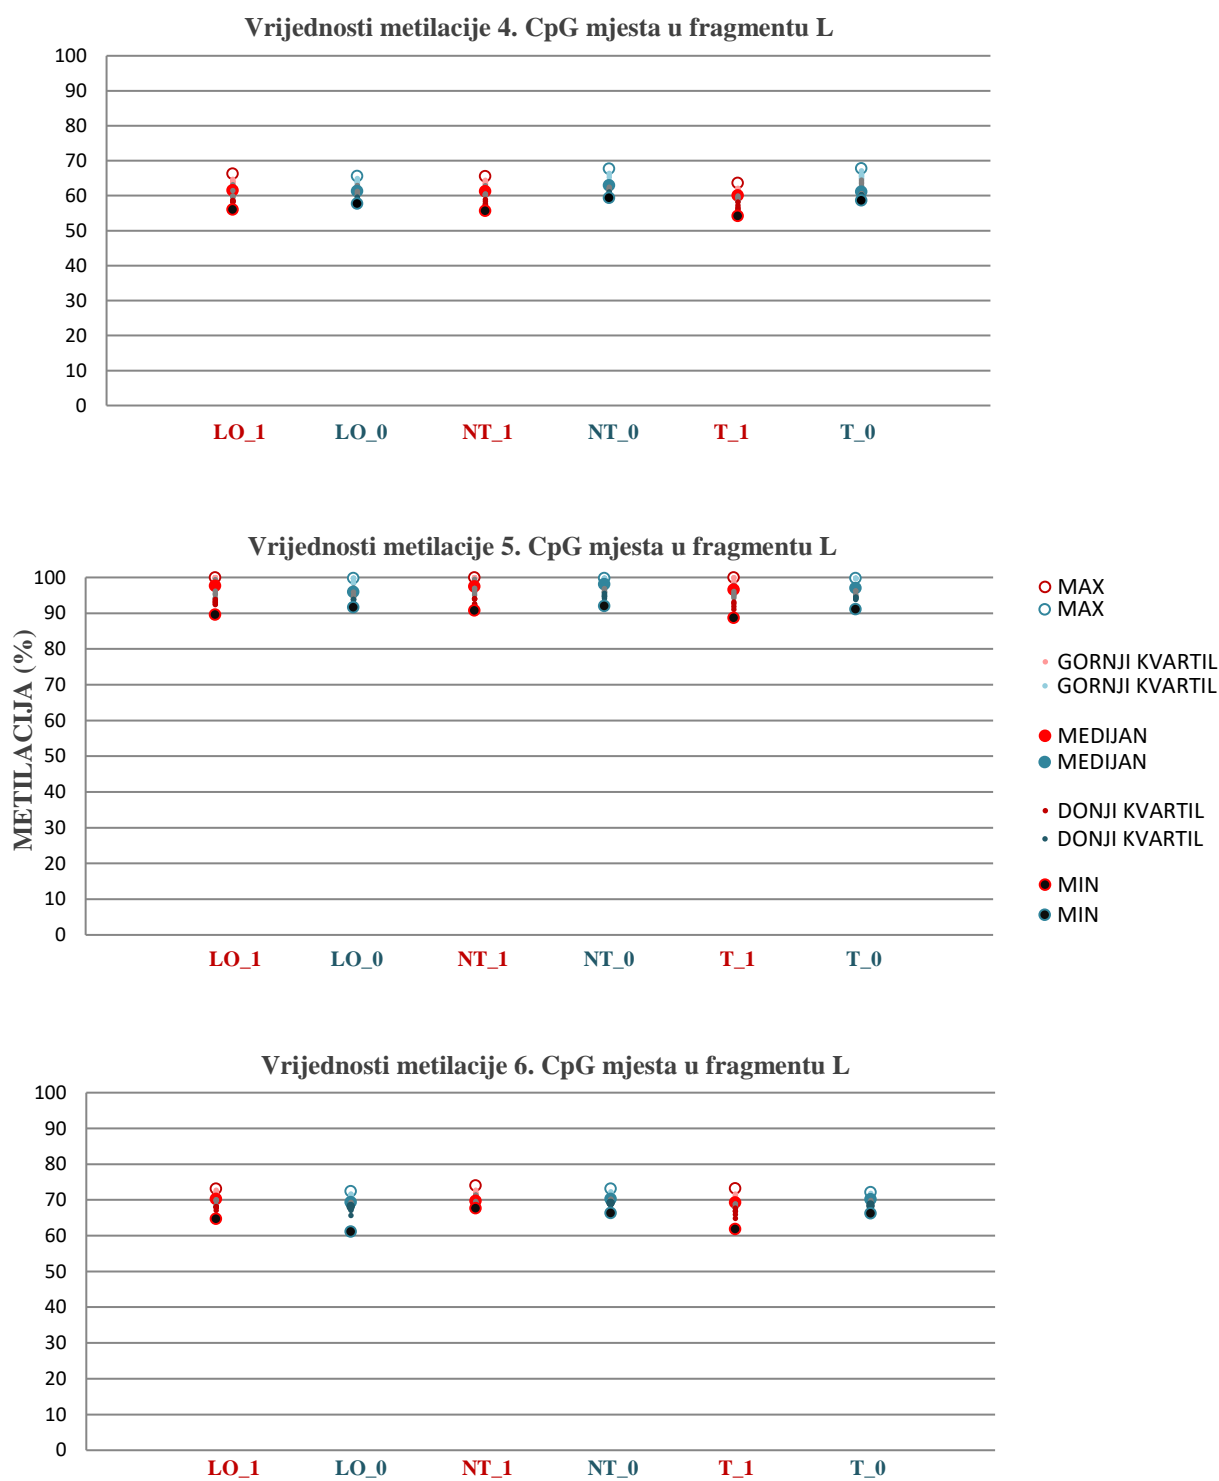 Vrijednosti metilacije 4. CpG mjesta u fragmentu L
100
90
80
70
60
50
40
30
20
10
0
LO_1 LO_0 NT_1 NT_0 T_1 T_0
Vrijednosti metilacije 5. CpG mjesta u fragmentu L
METILACIJA (%)
100
90
80
70
60
50
40
30
20
10
0
LO_1 LO_0 NT_1 NT_0 T_1 T_0
MAX
MAX
GORNJI KVARTIL
GORNJI KVARTIL
MEDIJAN
MEDIJAN
DONJI KVARTIL
DONJI KVARTIL
MIN
MIN
Vrijednosti metilacije 6. CpG mjesta u fragmentu L
100
90
80
70
60
50
40
30
20
10
0
LO_1 LO_0 NT_1 NT_0 T_1 T_0